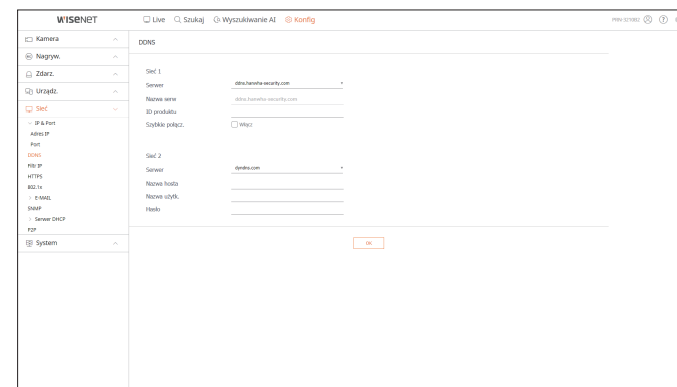 WISENET
Live Szukaj Wyszukiwanie AI Konfig
Kamera
Nagryw.
Zdarz.
Urządz.
Sieć
IP & Port
Adres IP
Port
DDNS
Filtr IP
HTTPS
802.1x
E-MAIL
SNMP
Serwer DHCP
P2P
System
DDNS
Sieć 1
Serwer ddns.hanwha-security.com
Nazwa serw ddns.hanwha-security.com
ID produktu
Szybkie połącz. Włącz
Sieć 2
Serwer dyndns.com
Nazwa hosta
Nazwa użytk.
Hasło
OK